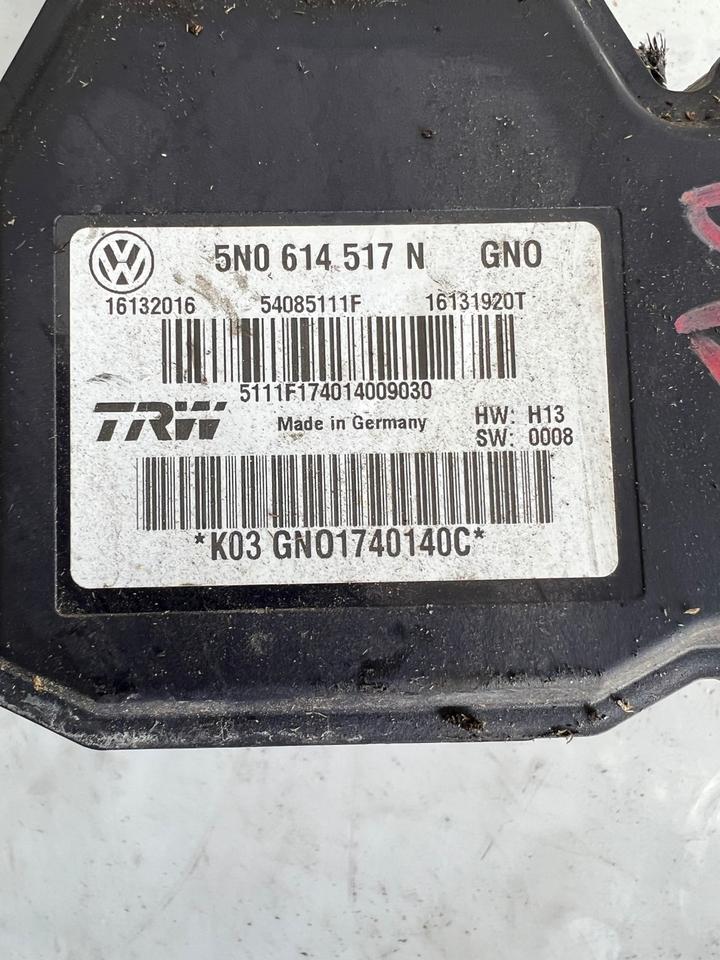 5N0 614 517 N GNO
16132016 54085111F 16131920T
5111F174014009030
TRW Made in Germany HW: H13
SW: 0008
*K03 GNO1740140C*